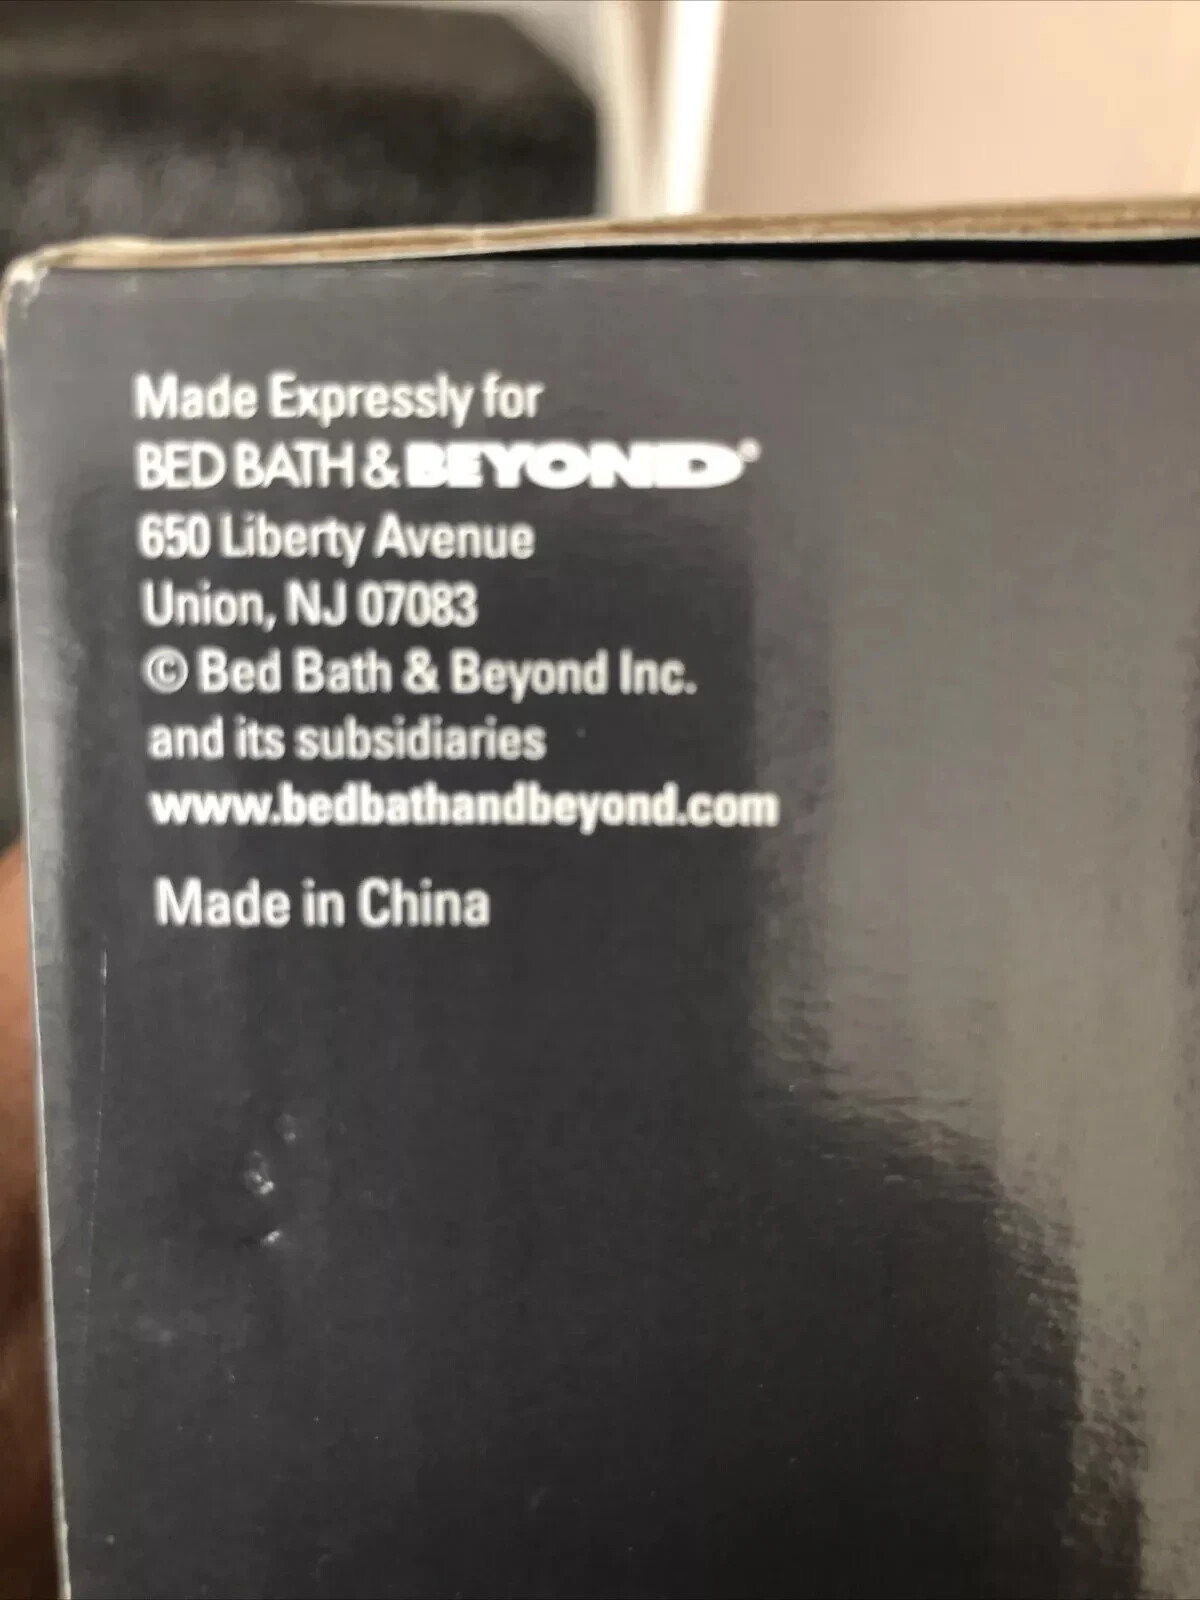 Made Expressly for
BED BATH & BEYOND®
650 Liberty Avenue
Union, NJ 07083
© Bed Bath & Beyond Inc.
and its subsidiaries
www.bedbathandbeyond.com
Made in China